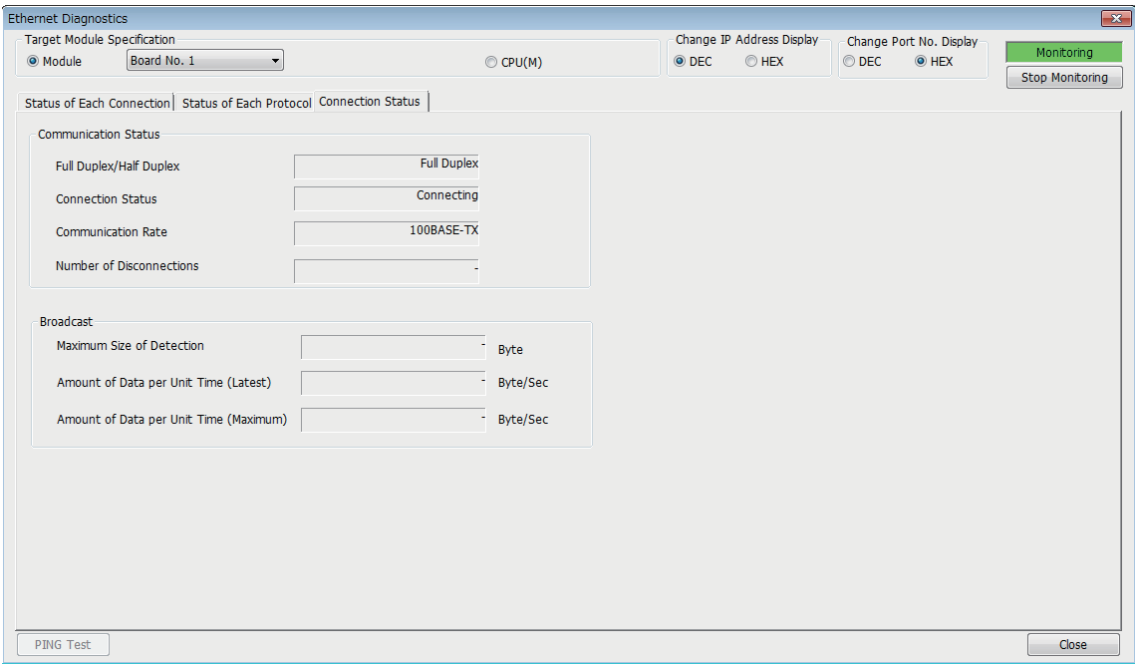 Ethernet Diagnostics
Target Module Specification
Module Board No. 1 CPU(M)
Change IP Address Display
DEC HEX
Change Port No. Display
DEC HEX
Monitoring
Stop Monitoring
Status of Each Connection Status of Each Protocol Connection Status
Communication Status
Full Duplex/Half Duplex Full Duplex
Connection Status Connecting
Communication Rate 100BASE-TX
Number of Disconnections -
Broadcast
Maximum Size of Detection - Byte
Amount of Data per Unit Time (Latest) - Byte/Sec
Amount of Data per Unit Time (Maximum) - Byte/Sec
PING Test Close